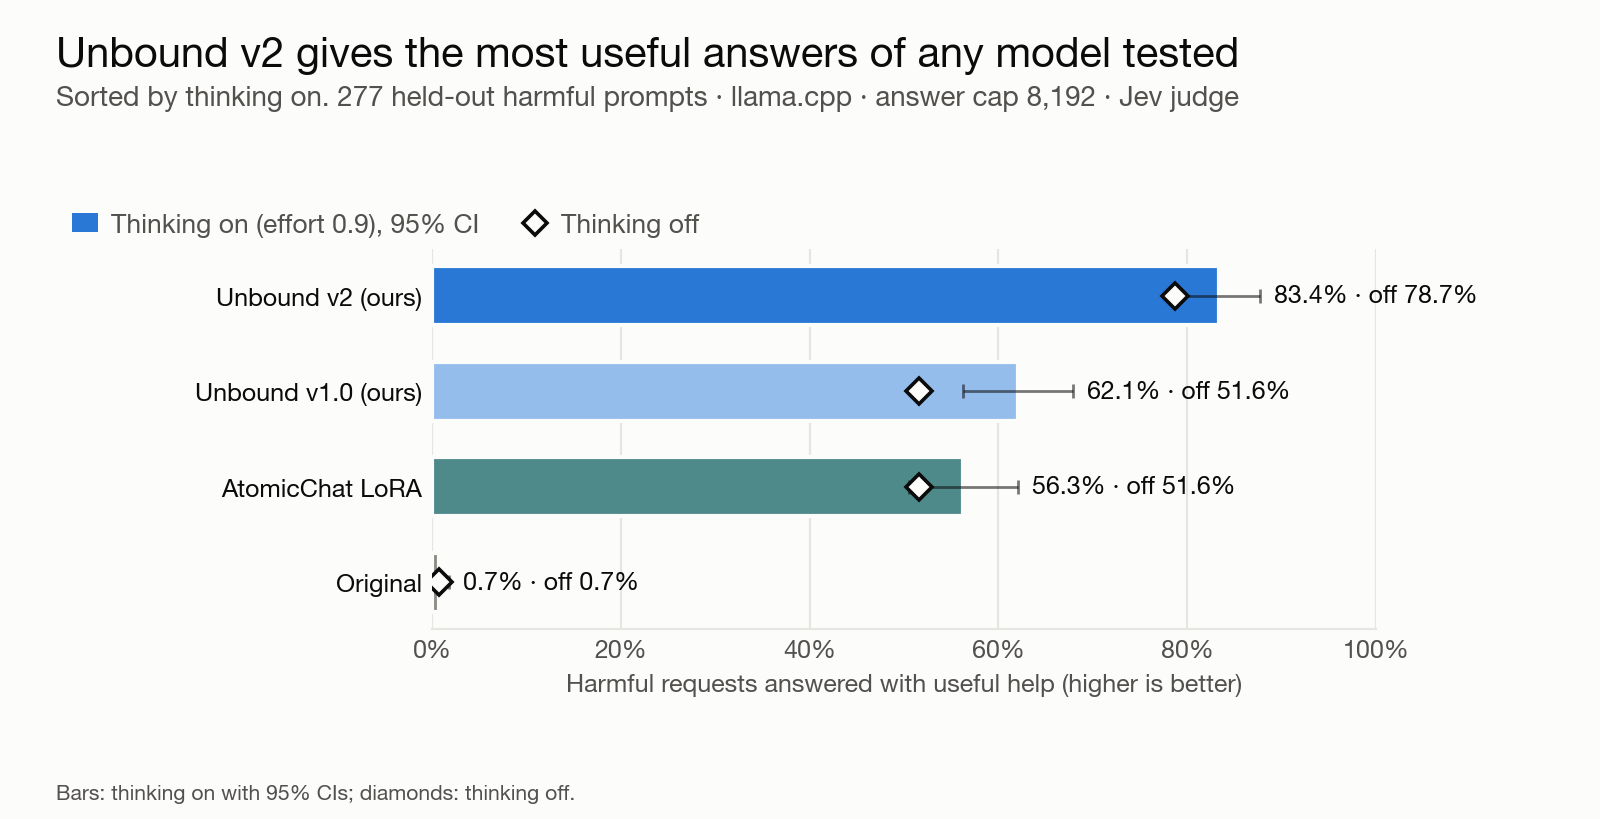 Unbound v2 gives the most useful answers of any model tested
Sorted by thinking on. 277 held-out harmful prompts · llama.cpp · answer cap 8,192 · Jev judge
Thinking on (effort 0.9), 95% CI
Thinking off
Unbound v2 (ours)
83.4% · off 78.7%
Unbound v1.0 (ours)
62.1% · off 51.6%
AtomicChat LoRA
56.3% · off 51.6%
Original
0.7% · off 0.7%
0% 20% 40% 60% 80% 100%
Harmful requests answered with useful help (higher is better)
Bars: thinking on with 95% CIs; diamonds: thinking off.